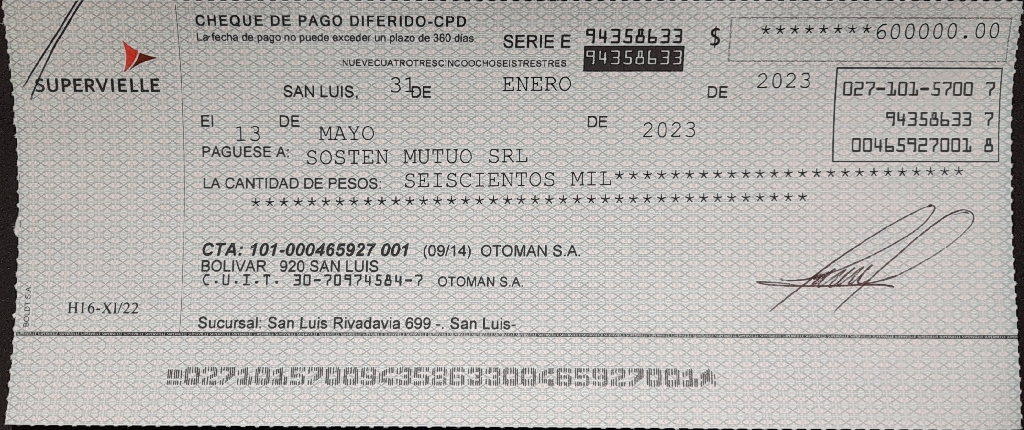 CHEQUE DE PAGO DIFERIDO-CPD
La fecha de pago no puede exceder un plazo de 360 días
SERIE E 94358633 $ ********600000.00
94358633
NUEVECUATROTRESCINCOOCHOSEISTRESTRES
SUPERVIELLE
SAN LUIS, 31 DE ENERO DE 2023
027-101-5700 7
94358633 7
00465927001 8
El 13 DE MAYO DE 2023
PAGUESE A: SOSTEN MUTUO SRL
LA CANTIDAD DE PESOS: SEISCIENTOS MIL************************
**************************************
CTA: 101-000465927 001 (09/14) OTOMAN S.A.
BOLIVAR 920 SAN LUIS
C.U.I.T. 30-70974584-7 OTOMAN S.A.
H16-XI/22
BOLDT S.A.
Sucursal: San Luis Rivadavia 699 -. San Luis-
02710157009435863300465927001